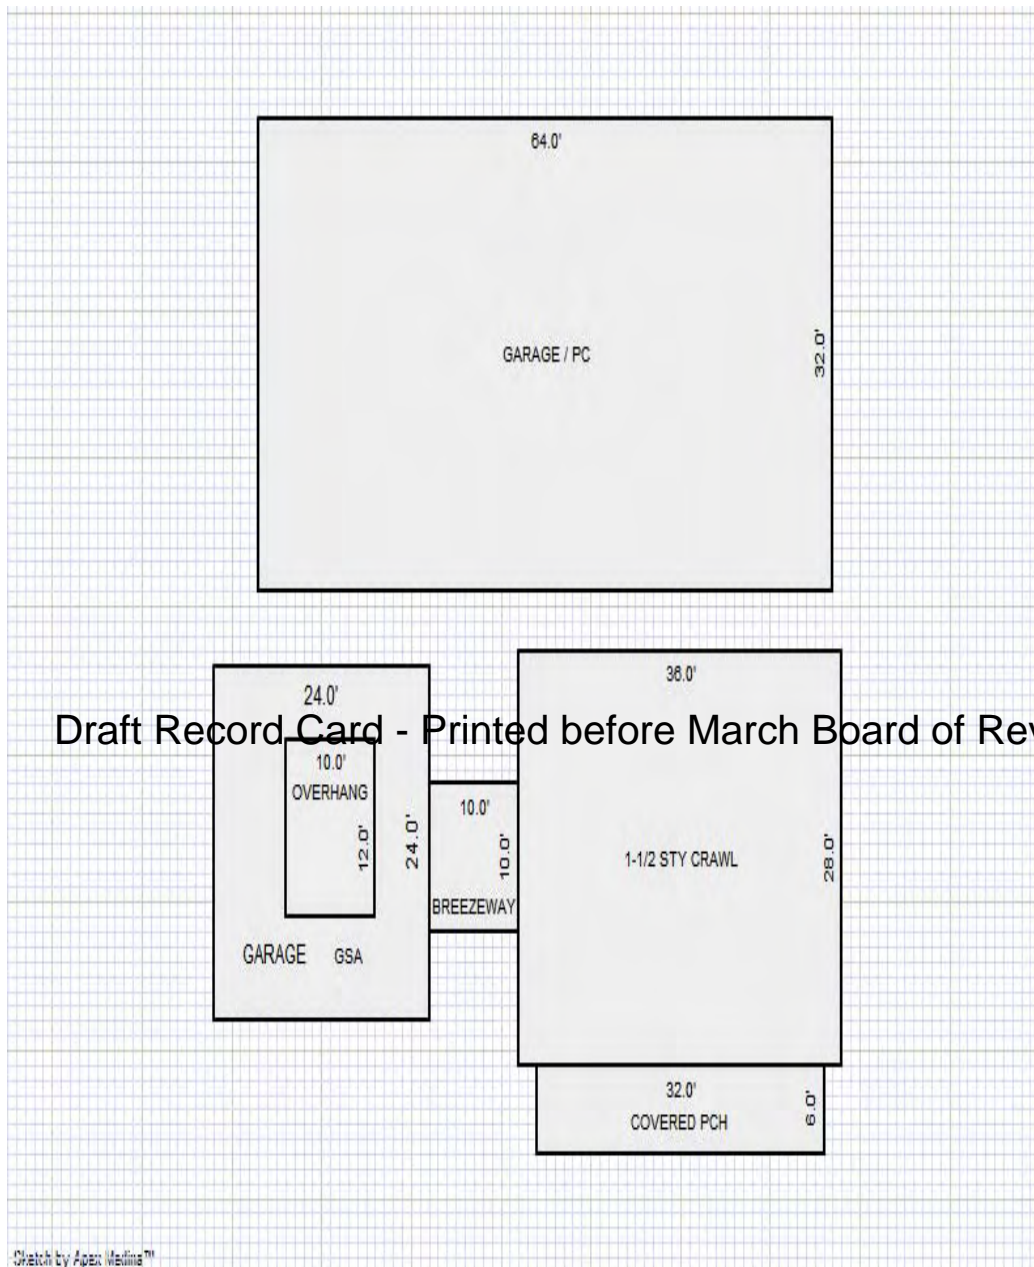 64.0'
GARAGE / PC
32.0'
36.0'
24.0'
Draft Record Card - Printed before March Board of Rev
10.0'
OVERHANG
12.0'
24.0'
10.0'
10.0'
BREEZEWAY
1-1/2 STY CRAWL
28.0'
GARAGE GSA
32.0'
COVERED PCH
6.0'
Sketch by Apex Medina™